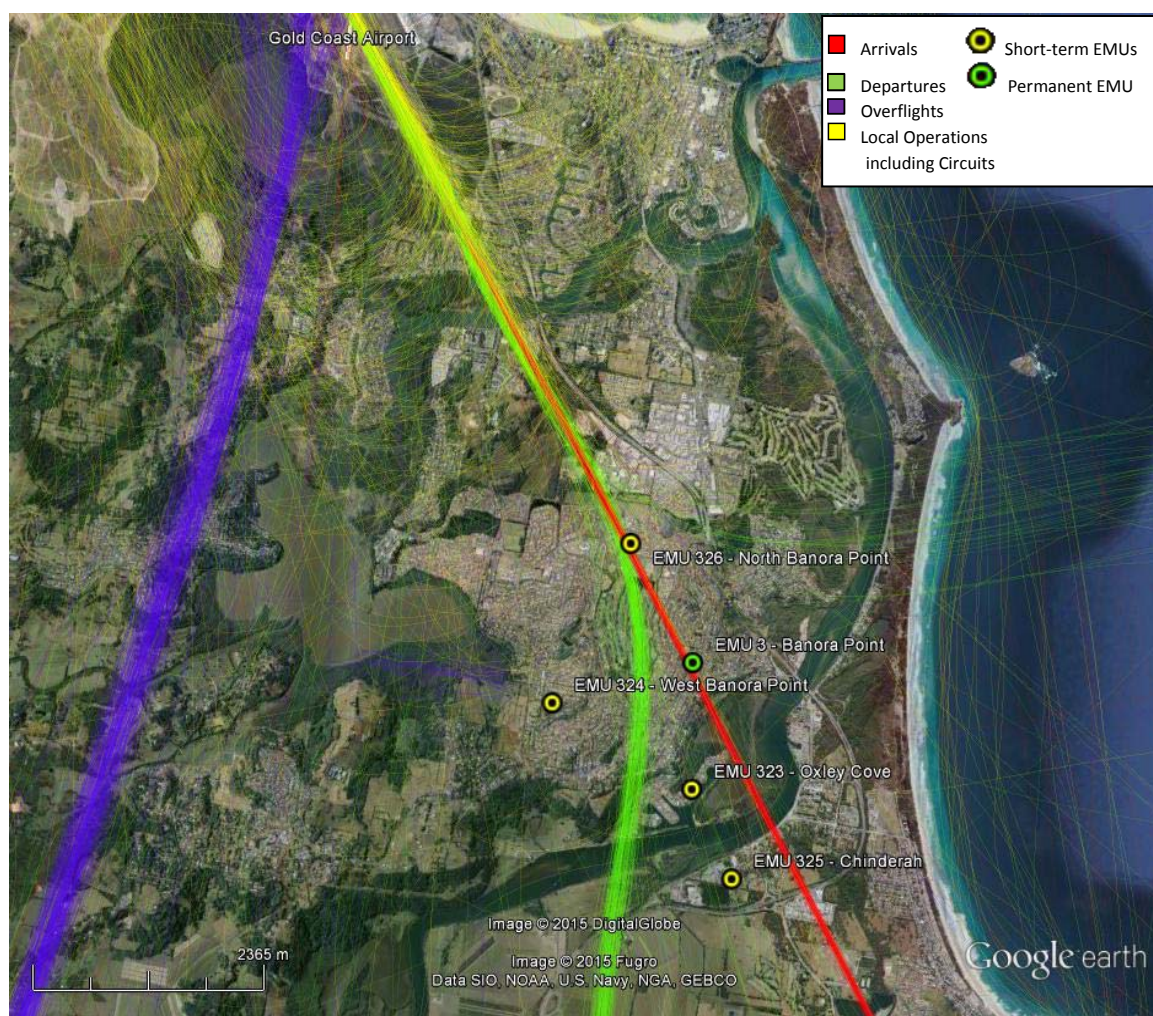 Gold Coast Airport
Arrivals
Short-term EMUs
Departures
Permanent EMU
Overflights
Local Operations
including Circuits
EMU 326 - North Banora Point
EMU 3 - Banora Point
EMU 324 - West Banora Point
EMU 323 - Oxley Cove
EMU 325 - Chinderah
Image © 2015 DigitalGlobe
2365 m
Image © 2015 Fugro
Data SIO, NOAA, U.S. Navy, NGA, GEBCO
Google earth